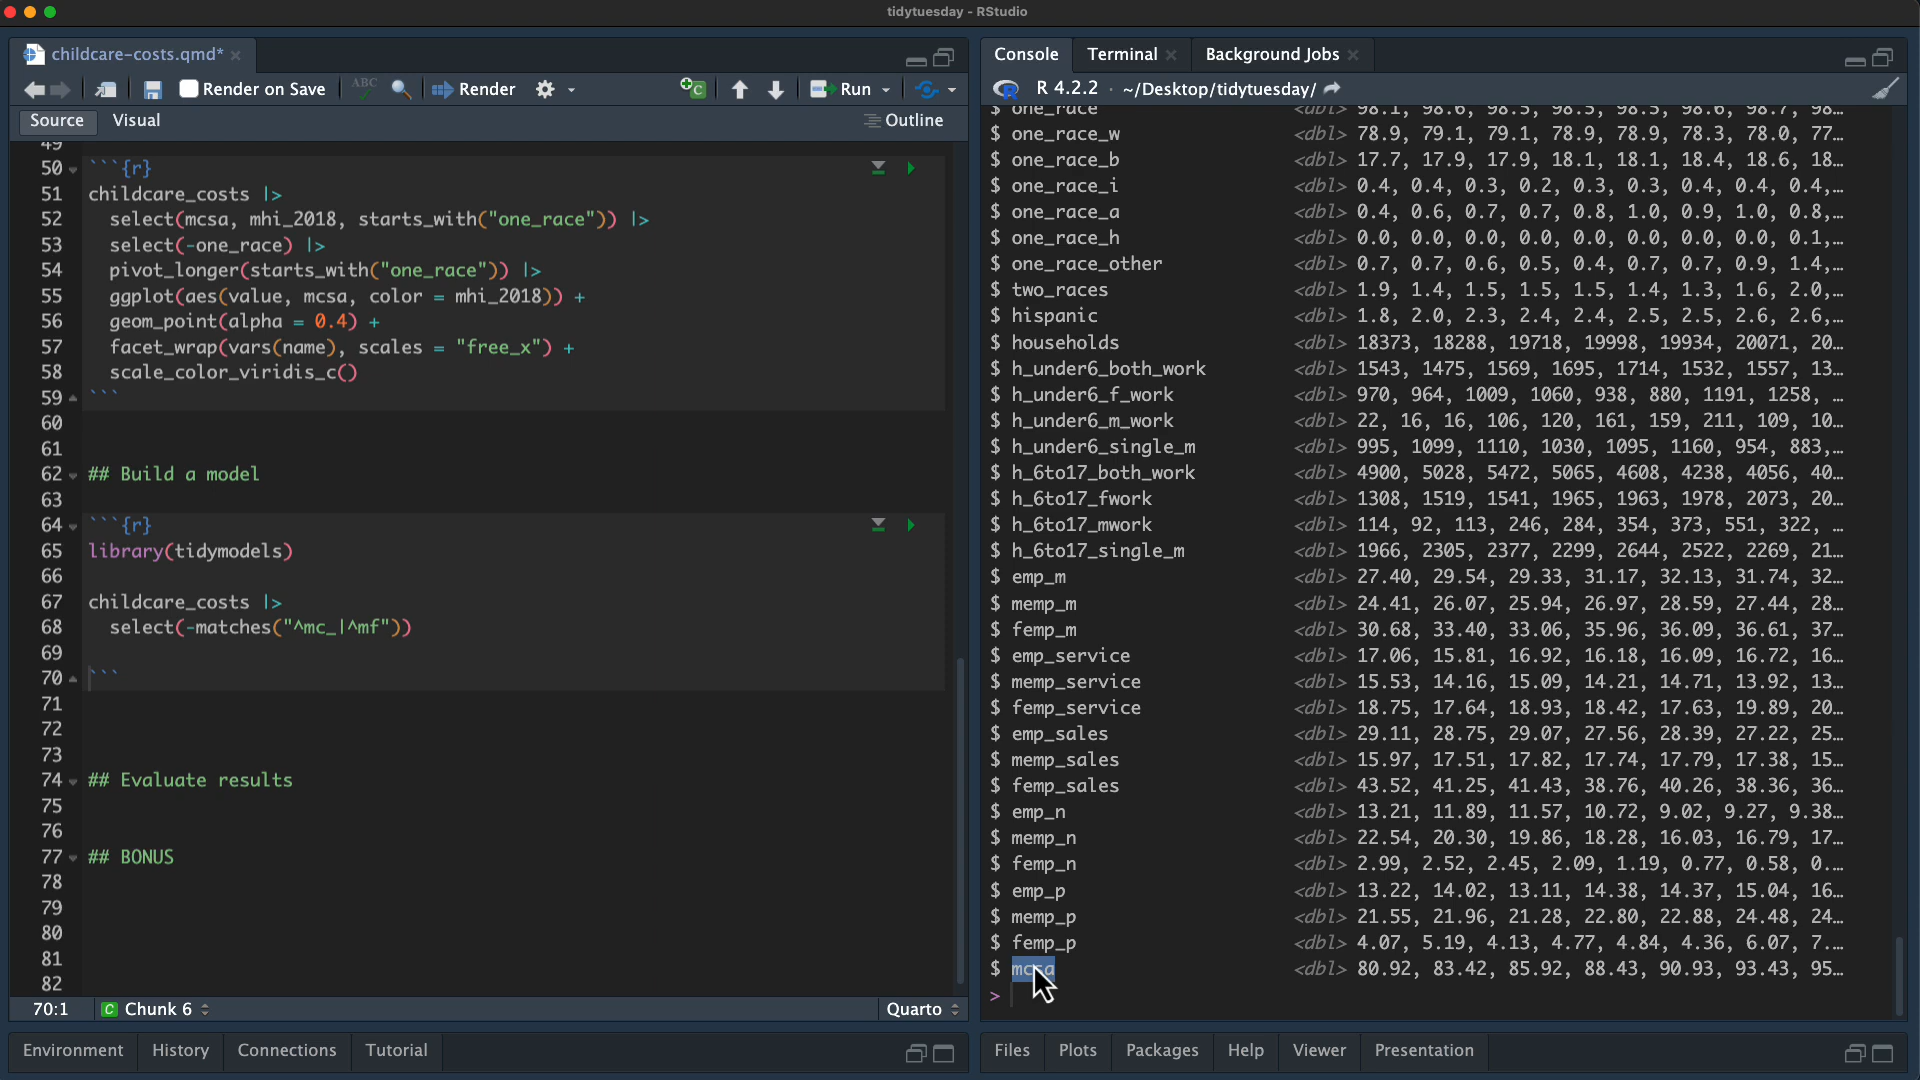 tidytuesday - RStudio
childcare-costs.qmd*
Render on Save
ABC
Render
Run
Source
Visual
Outline
49
50 ```{r}
51 childcare_costs |>
52 select(mcsa, mhi_2018, starts_with("one_race")) |>
53 select(-one_race) |>
54 pivot_longer(starts_with("one_race")) |>
55 ggplot(aes(value, mcsa, color = mhi_2018)) +
56 geom_point(alpha = 0.4) +
57 facet_wrap(vars(name), scales = "free_x") +
58 scale_color_viridis_c()
59 ```
60
61
62 ## Build a model
63
64 ```{r}
65 library(tidymodels)
66
67 childcare_costs |>
68 select(-matches("^mc_|^mf"))
69
70 ```
71
72
73
74 ## Evaluate results
75
76
77 ## BONUS
78
79
80
81
82
70:1
C Chunk 6
Quarto
Environment
History
Connections
Tutorial
Console
Terminal
Background Jobs
R 4.2.2 · ~/Desktop/tidytuesday/
$ one_race <dbl> 98.1, 98.6, 98.5, 98.5, 98.5, 98.6, 98.7, 98…
$ one_race_w <dbl> 78.9, 79.1, 79.1, 78.9, 78.9, 78.3, 78.0, 77…
$ one_race_b <dbl> 17.7, 17.9, 17.9, 18.1, 18.1, 18.4, 18.6, 18…
$ one_race_i <dbl> 0.4, 0.4, 0.3, 0.2, 0.3, 0.3, 0.4, 0.4, 0.4,…
$ one_race_a <dbl> 0.4, 0.6, 0.7, 0.7, 0.8, 1.0, 0.9, 1.0, 0.8,…
$ one_race_h <dbl> 0.0, 0.0, 0.0, 0.0, 0.0, 0.0, 0.0, 0.0, 0.1,…
$ one_race_other <dbl> 0.7, 0.7, 0.6, 0.5, 0.4, 0.7, 0.7, 0.9, 1.4,…
$ two_races <dbl> 1.9, 1.4, 1.5, 1.5, 1.5, 1.4, 1.3, 1.6, 2.0,…
$ hispanic <dbl> 1.8, 2.0, 2.3, 2.4, 2.4, 2.5, 2.5, 2.6, 2.6,…
$ households <dbl> 18373, 18288, 19718, 19998, 19934, 20071, 20…
$ h_under6_both_work <dbl> 1543, 1475, 1569, 1695, 1714, 1532, 1557, 13…
$ h_under6_f_work <dbl> 970, 964, 1009, 1060, 938, 880, 1191, 1258, …
$ h_under6_m_work <dbl> 22, 16, 16, 106, 120, 161, 159, 211, 109, 10…
$ h_under6_single_m <dbl> 995, 1099, 1110, 1030, 1095, 1160, 954, 883,…
$ h_6to17_both_work <dbl> 4900, 5028, 5472, 5065, 4608, 4238, 4056, 40…
$ h_6to17_fwork <dbl> 1308, 1519, 1541, 1965, 1963, 1978, 2073, 20…
$ h_6to17_mwork <dbl> 114, 92, 113, 246, 284, 354, 373, 551, 322, …
$ h_6to17_single_m <dbl> 1966, 2305, 2377, 2299, 2644, 2522, 2269, 21…
$ emp_m <dbl> 27.40, 29.54, 29.33, 31.17, 32.13, 31.74, 32…
$ memp_m <dbl> 24.41, 26.07, 25.94, 26.97, 28.59, 27.44, 28…
$ femp_m <dbl> 30.68, 33.40, 33.06, 35.96, 36.09, 36.61, 37…
$ emp_service <dbl> 17.06, 15.81, 16.92, 16.18, 16.09, 16.72, 16…
$ memp_service <dbl> 15.53, 14.16, 15.09, 14.21, 14.71, 13.92, 13…
$ femp_service <dbl> 18.75, 17.64, 18.93, 18.42, 17.63, 19.89, 20…
$ emp_sales <dbl> 29.11, 28.75, 29.07, 27.56, 28.39, 27.22, 25…
$ memp_sales <dbl> 15.97, 17.51, 17.82, 17.74, 17.79, 17.38, 15…
$ femp_sales <dbl> 43.52, 41.25, 41.43, 38.76, 40.26, 38.36, 36…
$ emp_n <dbl> 13.21, 11.89, 11.57, 10.72, 9.02, 9.27, 9.38…
$ memp_n <dbl> 22.54, 20.30, 19.86, 18.28, 16.03, 16.79, 17…
$ femp_n <dbl> 2.99, 2.52, 2.45, 2.09, 1.19, 0.77, 0.58, 0.…
$ emp_p <dbl> 13.22, 14.02, 13.11, 14.38, 14.37, 15.04, 16…
$ memp_p <dbl> 21.55, 21.96, 21.28, 22.80, 22.88, 24.48, 24…
$ femp_p <dbl> 4.07, 5.19, 4.13, 4.77, 4.84, 4.36, 6.07, 7.…
$ mcsa <dbl> 80.92, 83.42, 85.92, 88.43, 90.93, 93.43, 95…
>
Files
Plots
Packages
Help
Viewer
Presentation